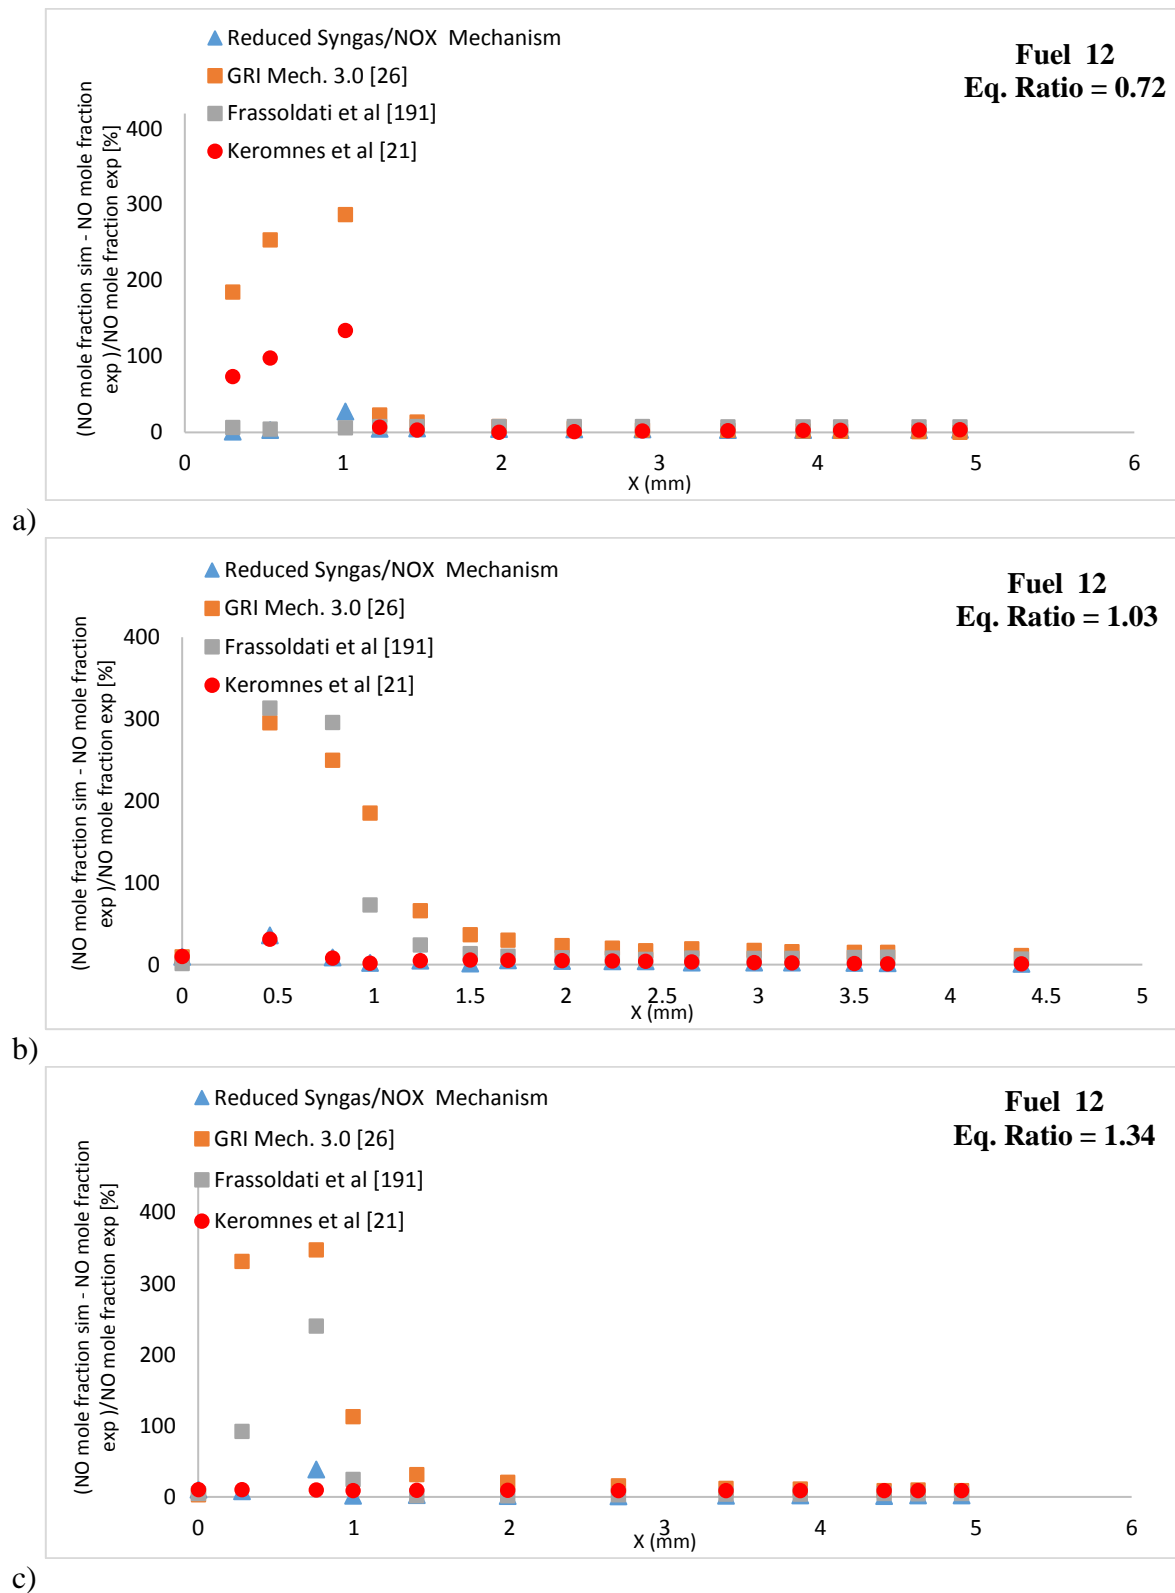 Reduced Syngas/NOX Mechanism
GRI Mech. 3.0 [26]
Frassoldati et al [191]
Keromnes et al [21]
Fuel 12
Eq. Ratio = 0.72
(NO mole fraction sim - NO mole fraction
exp )/NO mole fraction exp [%]
400
300
200
100
0
0 1 2 3 4 5 6
X (mm)
a)
Reduced Syngas/NOX Mechanism
GRI Mech. 3.0 [26]
Frassoldati et al [191]
Keromnes et al [21]
Fuel 12
Eq. Ratio = 1.03
(NO mole fraction sim - NO mole fraction
exp )/NO mole fraction exp [%]
400
300
200
100
0
0 0.5 1 1.5 2 2.5 3 3.5 4 4.5 5
X (mm)
b)
Reduced Syngas/NOX Mechanism
GRI Mech. 3.0 [26]
Frassoldati et al [191]
Keromnes et al [21]
Fuel 12
Eq. Ratio = 1.34
(NO mole fraction sim - NO mole fraction
exp )/NO mole fraction exp [%]
400
300
200
100
0
0 1 2 3 4 5 6
X (mm)
c)